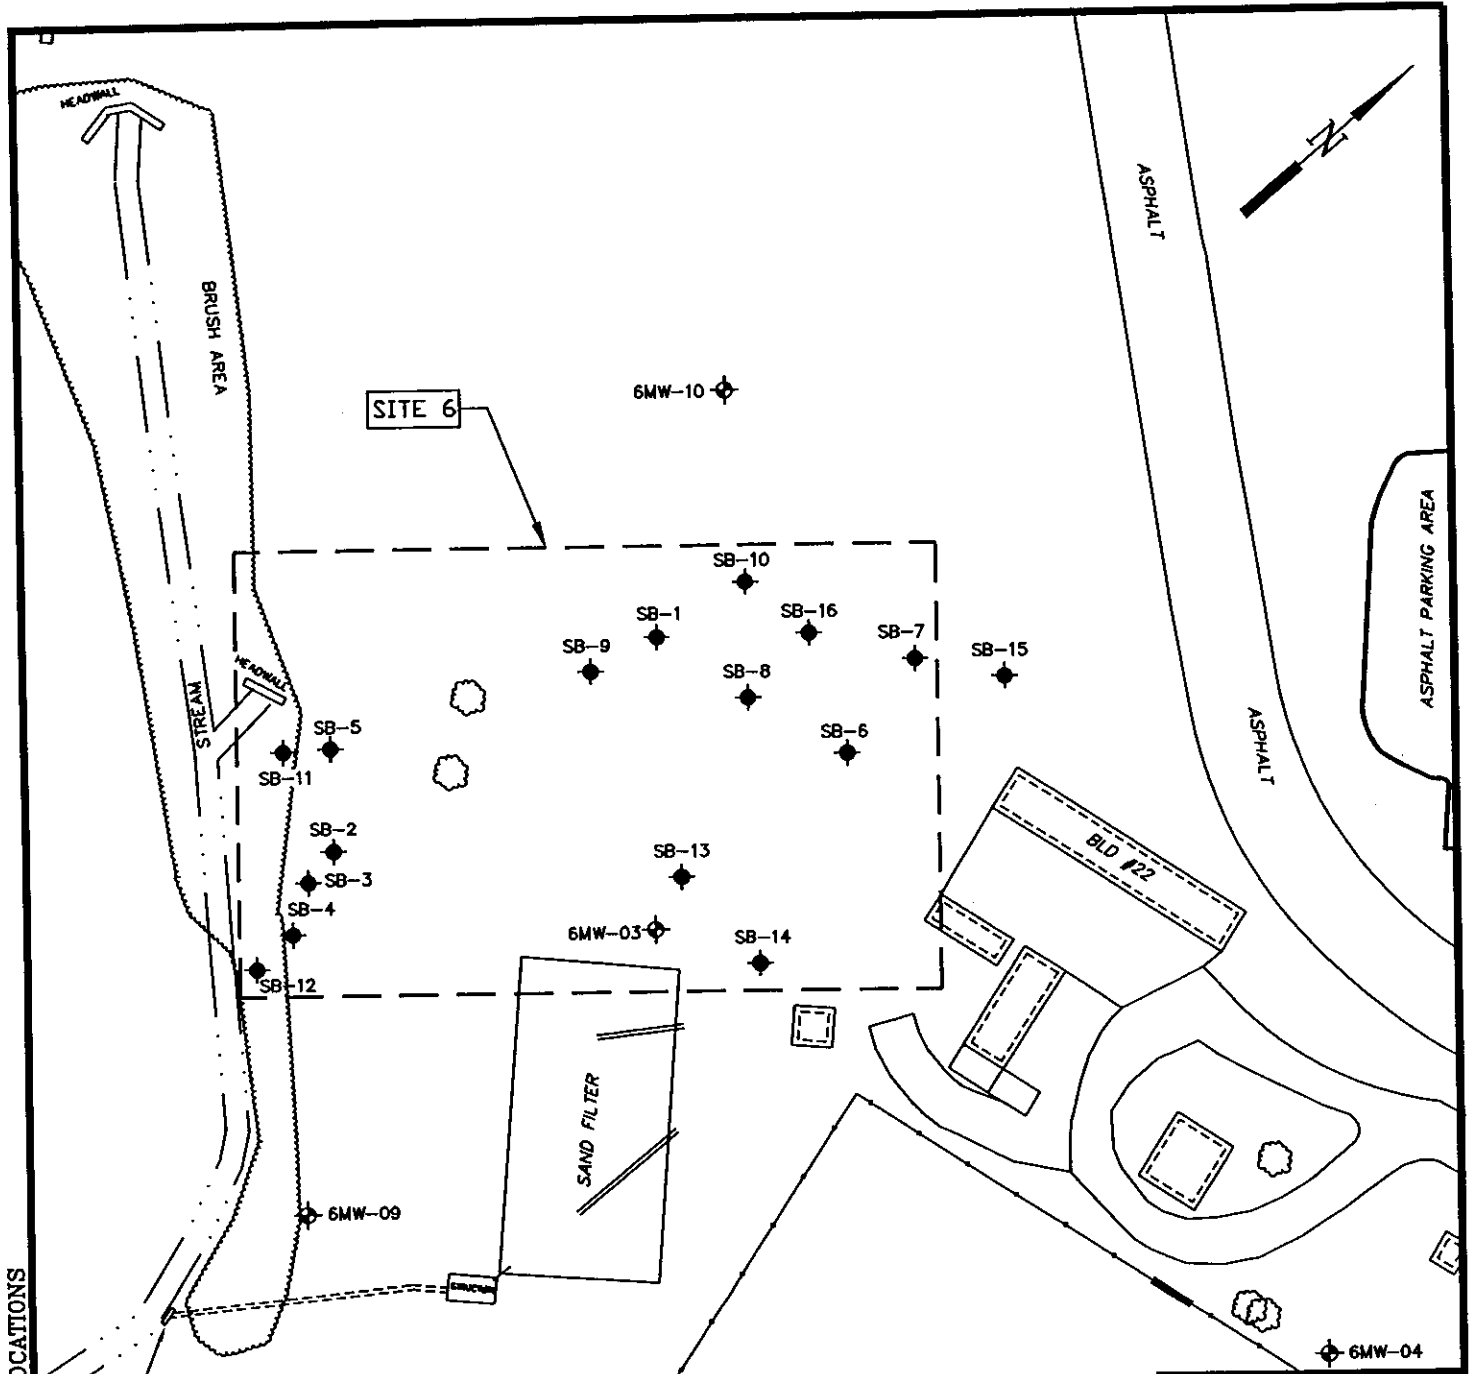 HEADWALL
N
ASPHALT
BRUSH AREA
6MW-10
SITE 6
ASPHALT PARKING AREA
SB-10
SB-16
SB-1
SB-7
SB-9
SB-15
SB-8
HEADWALL
STREAM
SB-5
SB-6
ASPHALT
SB-11
SB-2
SB-13
BLD #22
SB-3
SB-4
6MW-03
SB-14
SB-12
SAND FILTER
6MW-09
STRUCTURE
6MW-04
OCATIONS